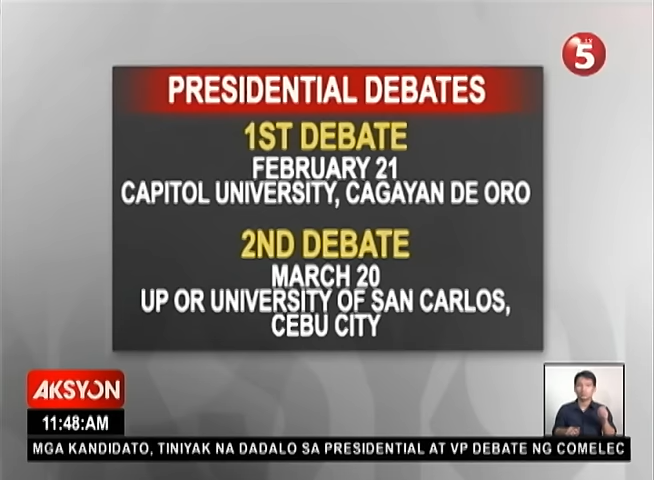 5
PRESIDENTIAL DEBATES
1ST DEBATE
FEBRUARY 21
CAPITOL UNIVERSITY, CAGAYAN DE ORO
2ND DEBATE
MARCH 20
UP OR UNIVERSITY OF SAN CARLOS,
CEBU CITY
AKSYON
11:48:AM
MGA KANDIDATO, TINIYAK NA DADALO SA PRESIDENTIAL AT VP DEBATE NG COMELEC